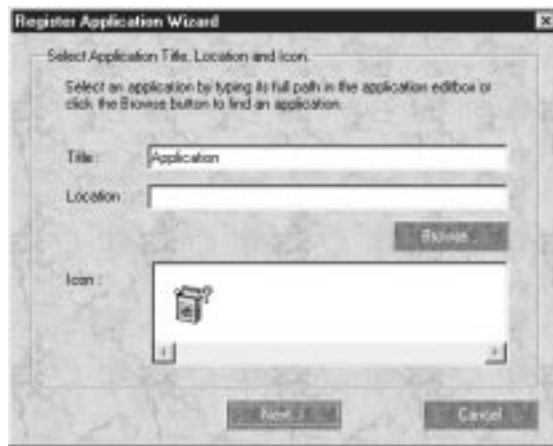 Register Application Wizard
Select Application Title, Location and Icon.
Select an application by typing its full path in the application editbox or
click the Browse button to find an application.
Title :
Application
Location
Browse...
Icon :
Next
Cancel